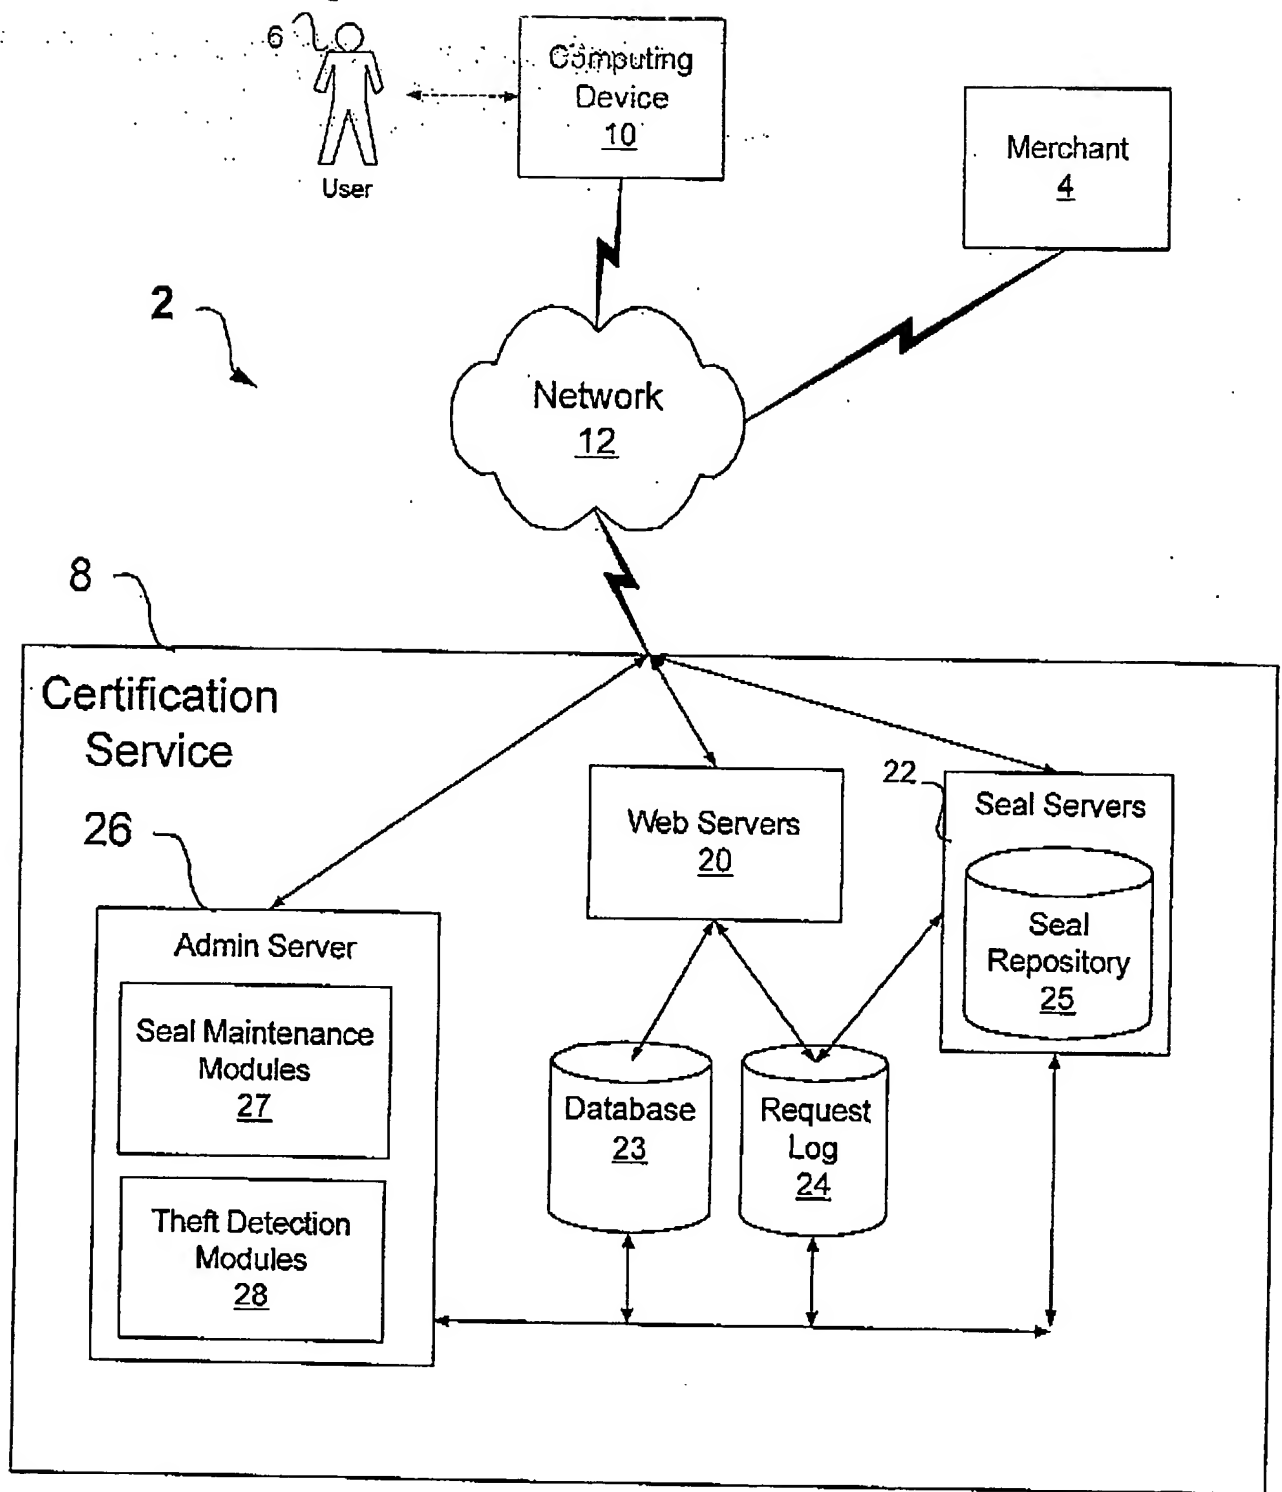 6
User
Computing
Device
10
Merchant
4
2
Network
12
8
Certification
Service
26
Admin Server
Seal Maintenance
Modules
27
Theft Detection
Modules
28
Web Servers
20
22
Seal Servers
Seal
Repository
25
Database
23
Request
Log
24